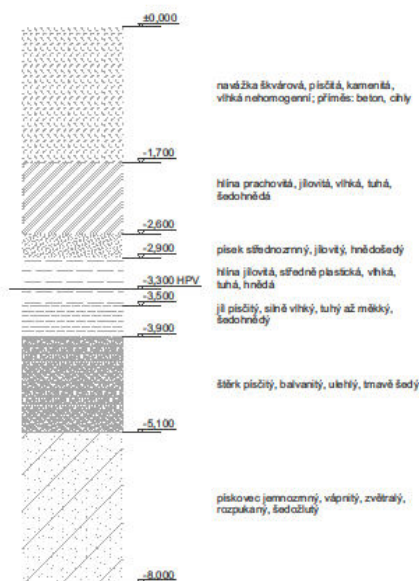 ±0,000
navážka škvárová, písčitá, kamenitá,
vlhká nehomogenní; příměs: beton, cihly
-1,700
hlína prachovitá, jílovitá, vlhká, tuhá,
šedohnědá
-2,600
-2,900
písek střednozrnný, jílovitý, hnědošedý
hlína jílovitá, středně plastická, vlhká,
tuhá, hnědá
-3,300 HPV
-3,500
jíl písčitý, silně vlhký, tuhý až měkký,
šedohnědý
-3,900
štěrk písčitý, balvanitý, ulehlý, tmavě šedý
-5,100
pískovec jemnozrnný, vápnitý, zvětralý,
rozpukaný, šedožlutý
-8,000